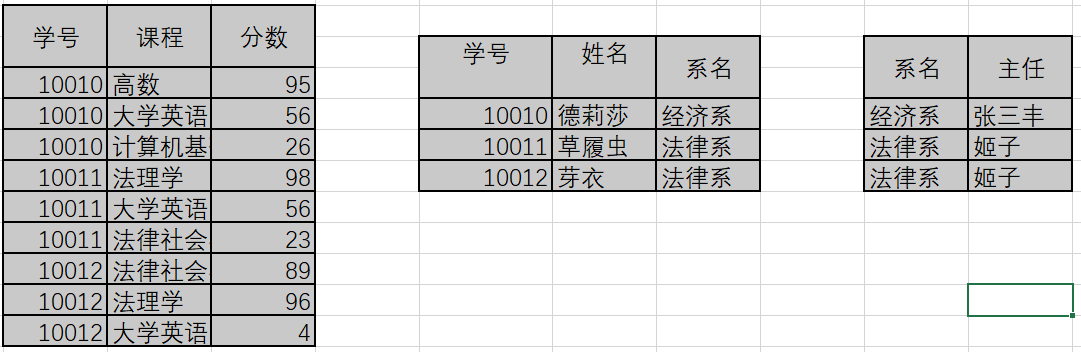 学号 课程 分数
10010 高数 95
10010 大学英语 56
10010 计算机基 26
10011 法理学 98
10011 大学英语 56
10011 法律社会 23
10012 法律社会 89
10012 法理学 96
10012 大学英语 4
学号 姓名 系名
10010 德莉莎 经济系
10011 草履虫 法律系
10012 芽衣 法律系
系名 主任
经济系 张三丰
法律系 姬子
法律系 姬子